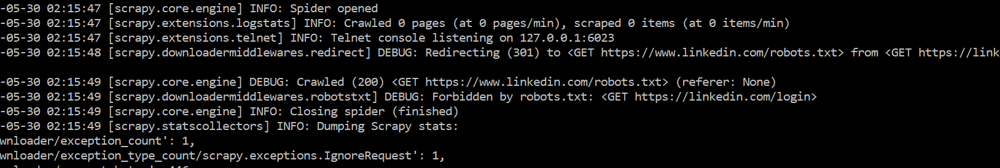 -05-30 02:15:47 [scrapy.core.engine] INFO: Spider opened
-05-30 02:15:47 [scrapy.extensions.logstats] INFO: Crawled 0 pages (at 0 pages/min), scraped 0 items (at 0 items/min)
-05-30 02:15:47 [scrapy.extensions.telnet] INFO: Telnet console listening on 127.0.0.1:6023
-05-30 02:15:48 [scrapy.downloadermiddlewares.redirect] DEBUG: Redirecting (301) to <GET https://www.linkedin.com/robots.txt> from <GET https://link
-05-30 02:15:49 [scrapy.core.engine] DEBUG: Crawled (200) <GET https://www.linkedin.com/robots.txt> (referer: None)
-05-30 02:15:49 [scrapy.downloadermiddlewares.robotstxt] DEBUG: Forbidden by robots.txt: <GET https://linkedin.com/login>
-05-30 02:15:49 [scrapy.core.engine] INFO: Closing spider (finished)
-05-30 02:15:49 [scrapy.statscollectors] INFO: Dumping Scrapy stats:
wnloader/exception_count': 1,
wnloader/exception_type_count/scrapy.exceptions.IgnoreRequest': 1,